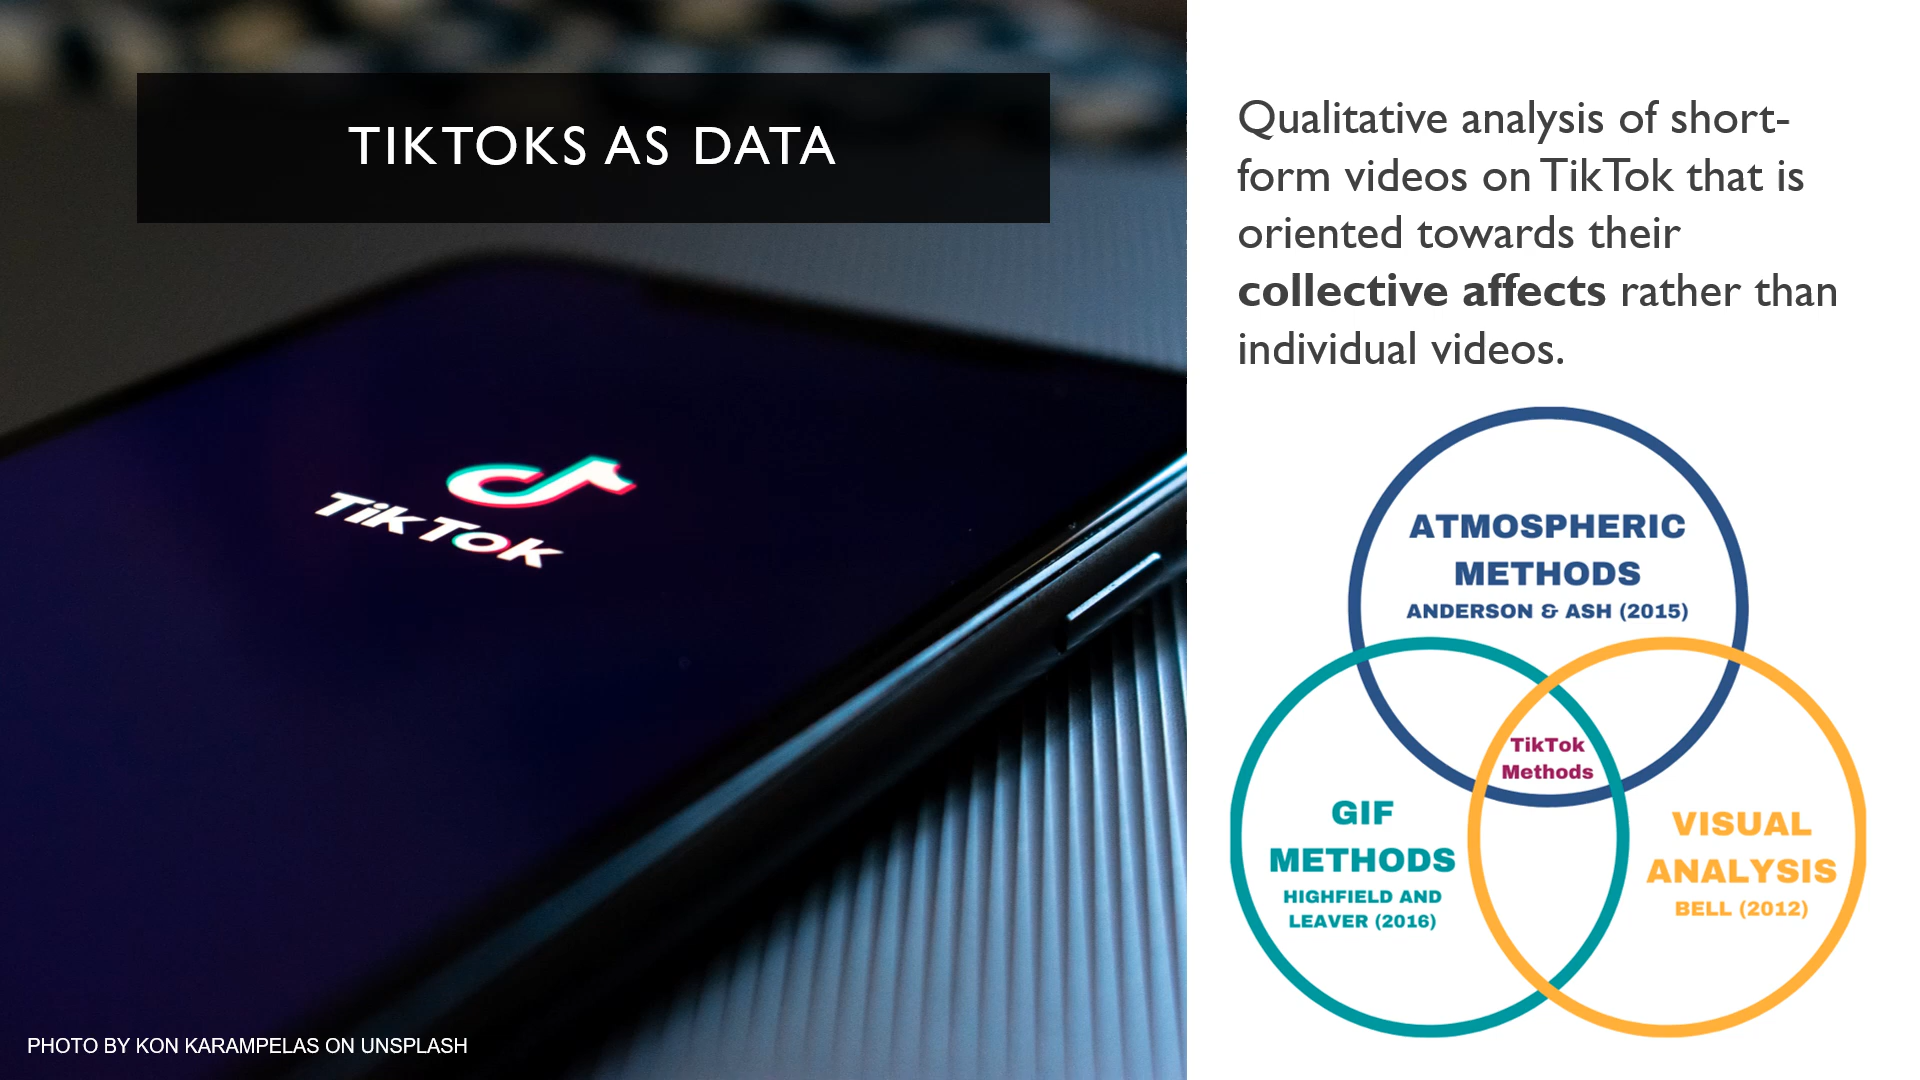 TIKTOKS AS DATA
TikTok
PHOTO BY KON KARAMPELAS ON UNSPLASH
Qualitative analysis of short-
form videos on TikTok that is
oriented towards their
collective affects rather than
individual videos.
ATMOSPHERIC
METHODS
ANDERSON & ASH (2015)
TikTok
Methods
GIF
METHODS
HIGHFIELD AND
LEAVER (2016)
VISUAL
ANALYSIS
BELL (2012)